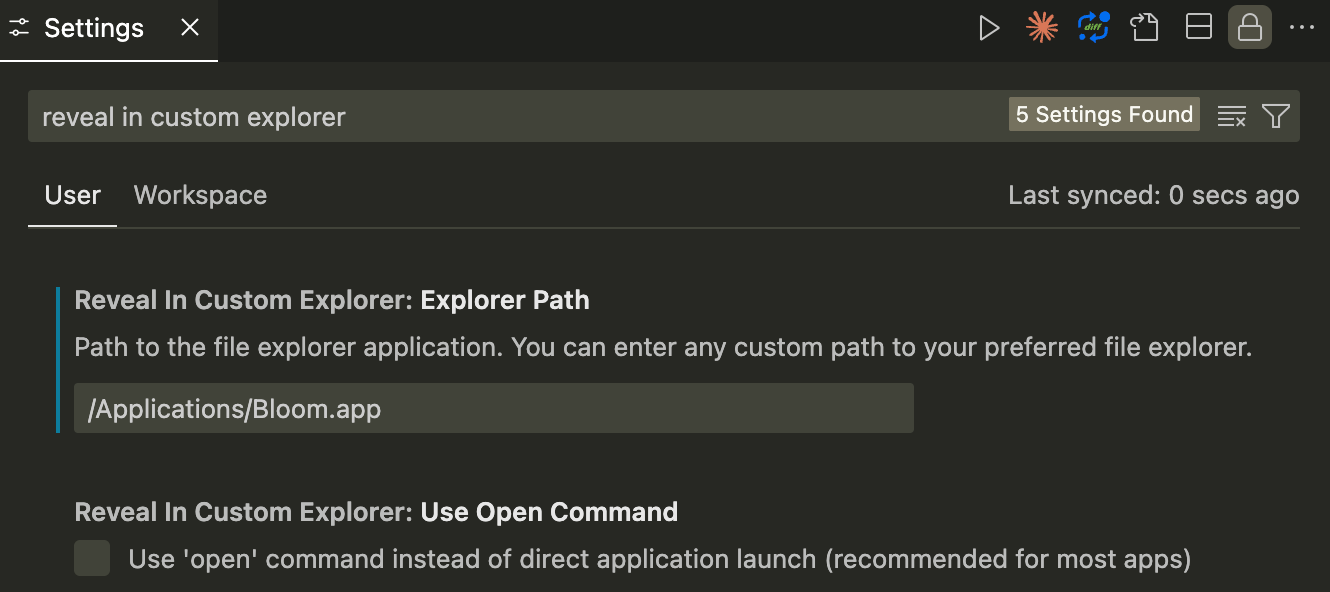 Settings
diff
reveal in custom explorer
5 Settings Found
User
Workspace
Last synced: 0 secs ago
Reveal In Custom Explorer: Explorer Path
Path to the file explorer application. You can enter any custom path to your preferred file explorer.
/Applications/Bloom.app
Reveal In Custom Explorer: Use Open Command
Use 'open' command instead of direct application launch (recommended for most apps)